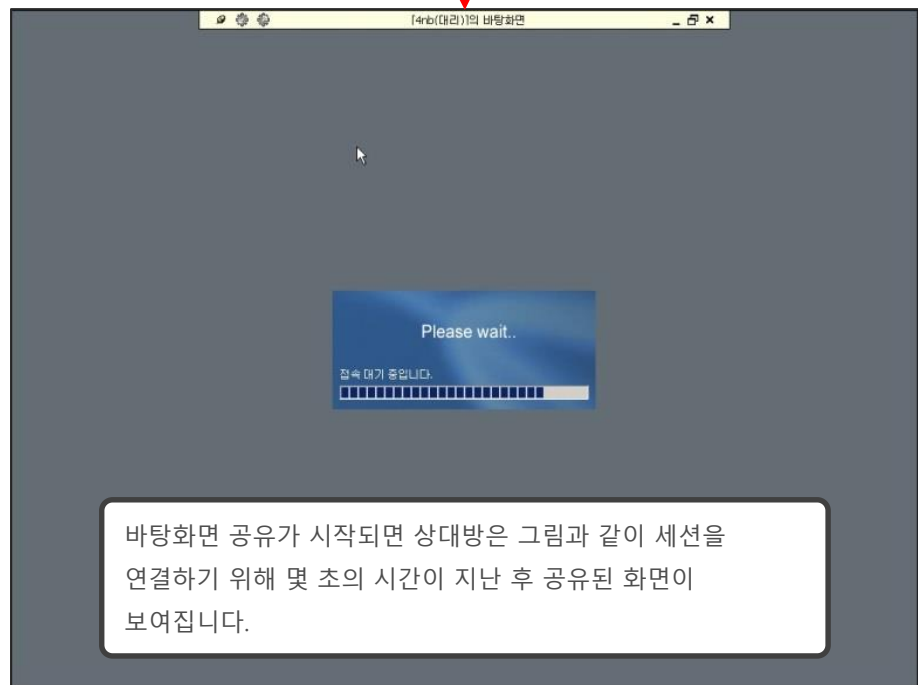 [4nb(대리)]의 바탕화면
Please wait..
접속 대기 중입니다.
바탕화면 공유가 시작되면 상대방은 그림과 같이 세션을
연결하기 위해 몇 초의 시간이 지난 후 공유된 화면이
보여집니다.